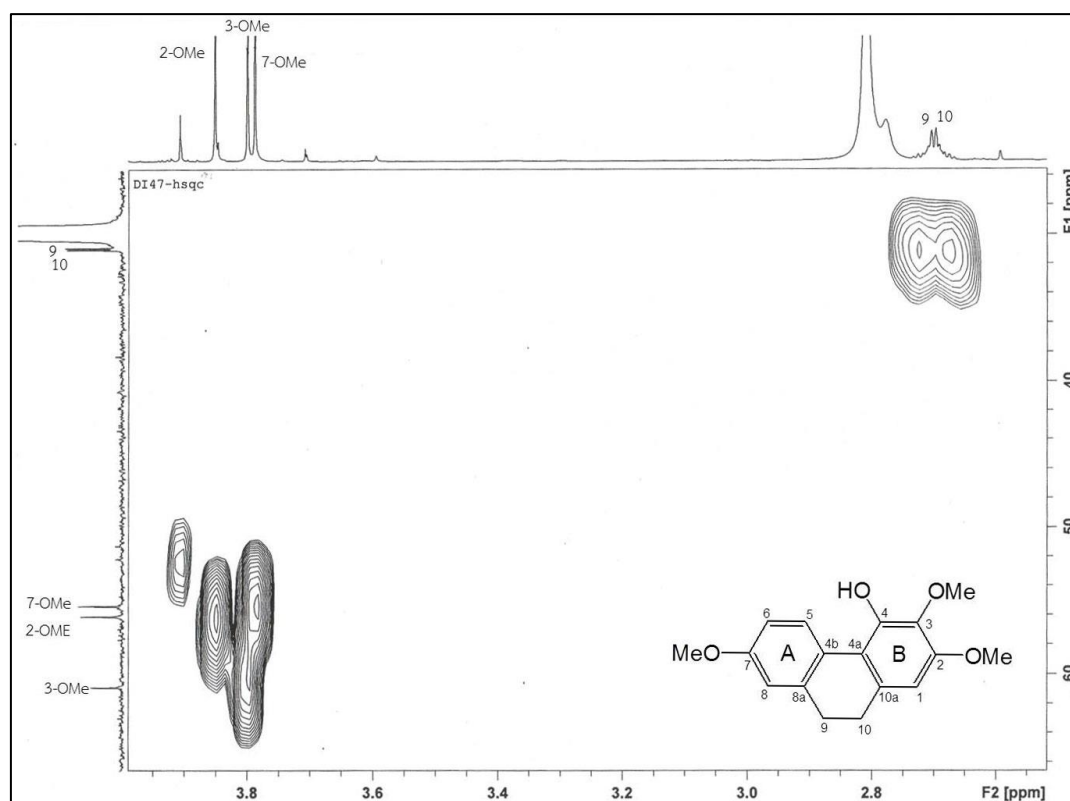 3-OMe
2-OMe
7-OMe
9 10
DI47-hsqc
F1 [ppm]
9
10
40
50
60
7-OMe
2-OME
3-OMe
HO
OMe
OMe
MeO
A
B
4
3
2
1
4a
4b
5
6
7
8
8a
9
10
10a
3.8
3.6
3.4
3.2
3.0
2.8
F2 [ppm]